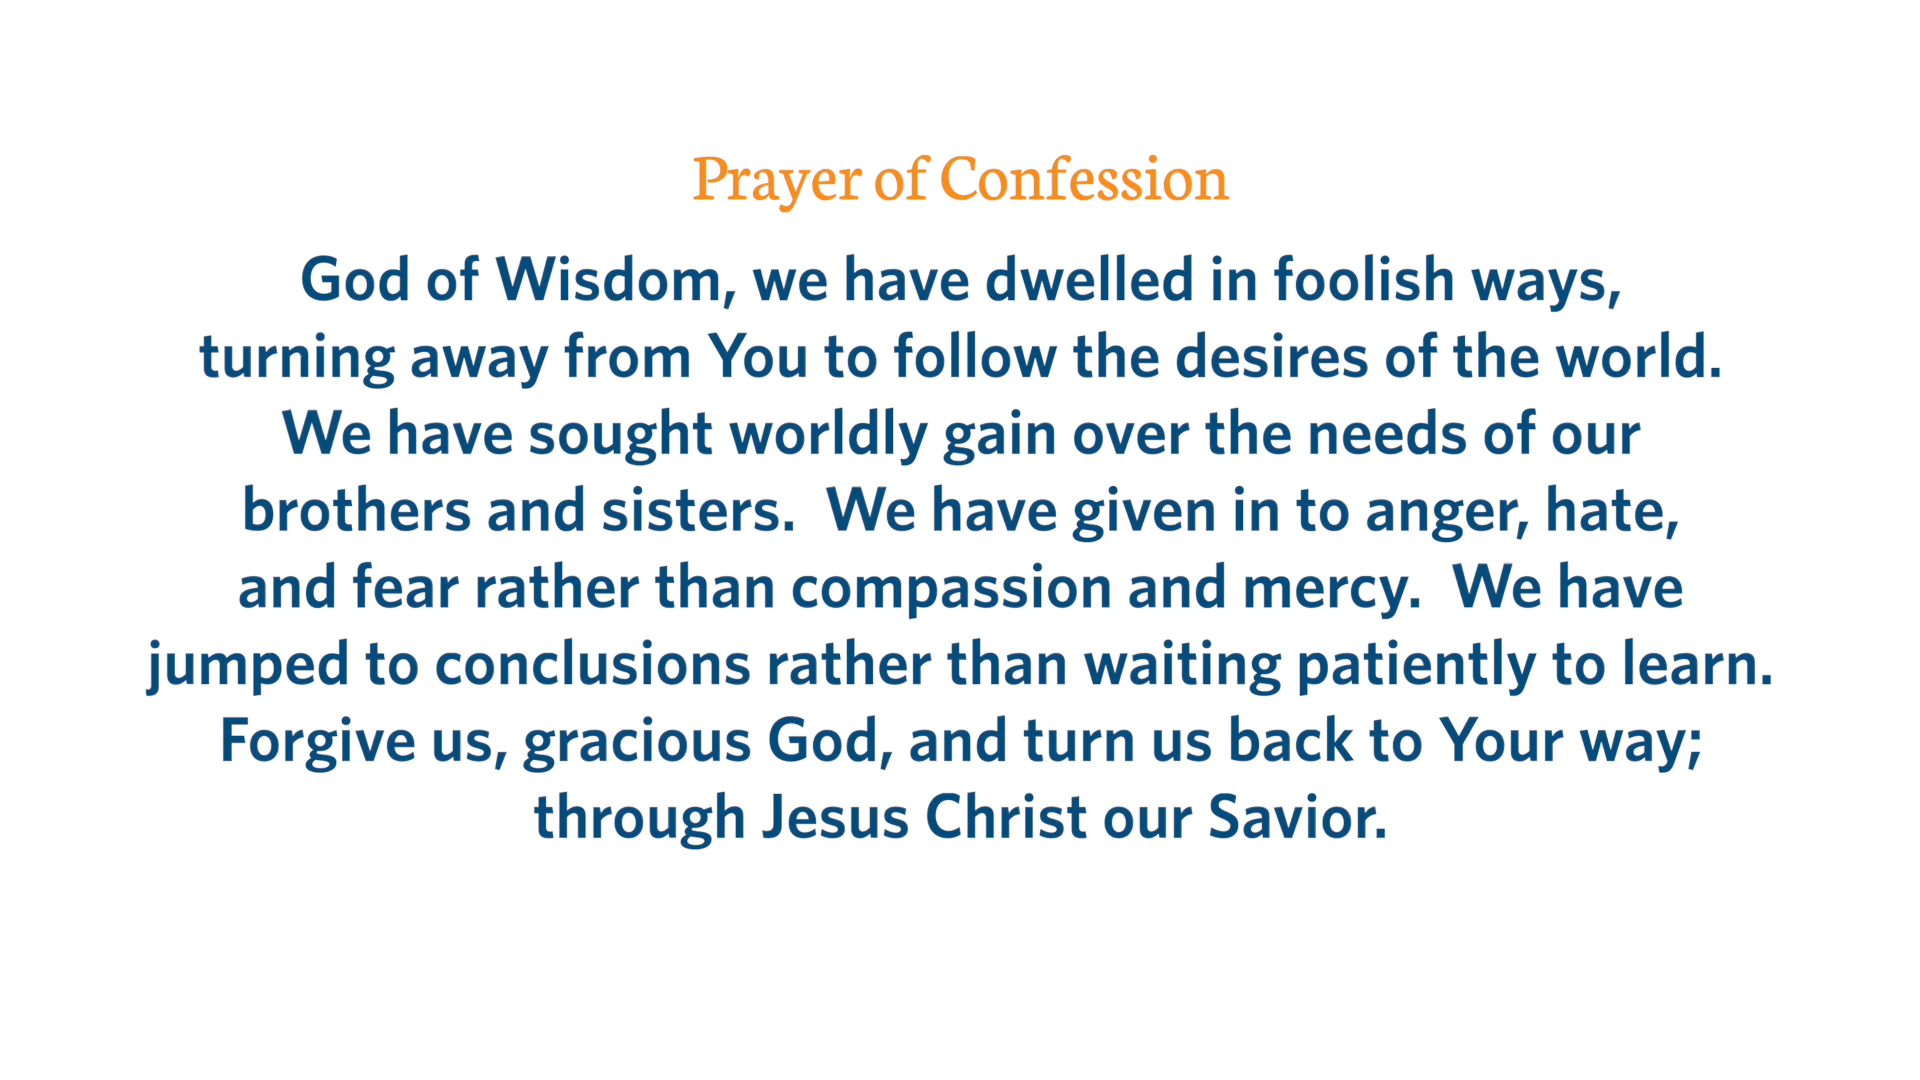 Prayer of Confession
God of Wisdom, we have dwelled in foolish ways,
turning away from You to follow the desires of the world.
We have sought worldly gain over the needs of our
brothers and sisters.  We have given in to anger, hate,
and fear rather than compassion and mercy.  We have
jumped to conclusions rather than waiting patiently to learn.
Forgive us, gracious God, and turn us back to Your way;
through Jesus Christ our Savior.